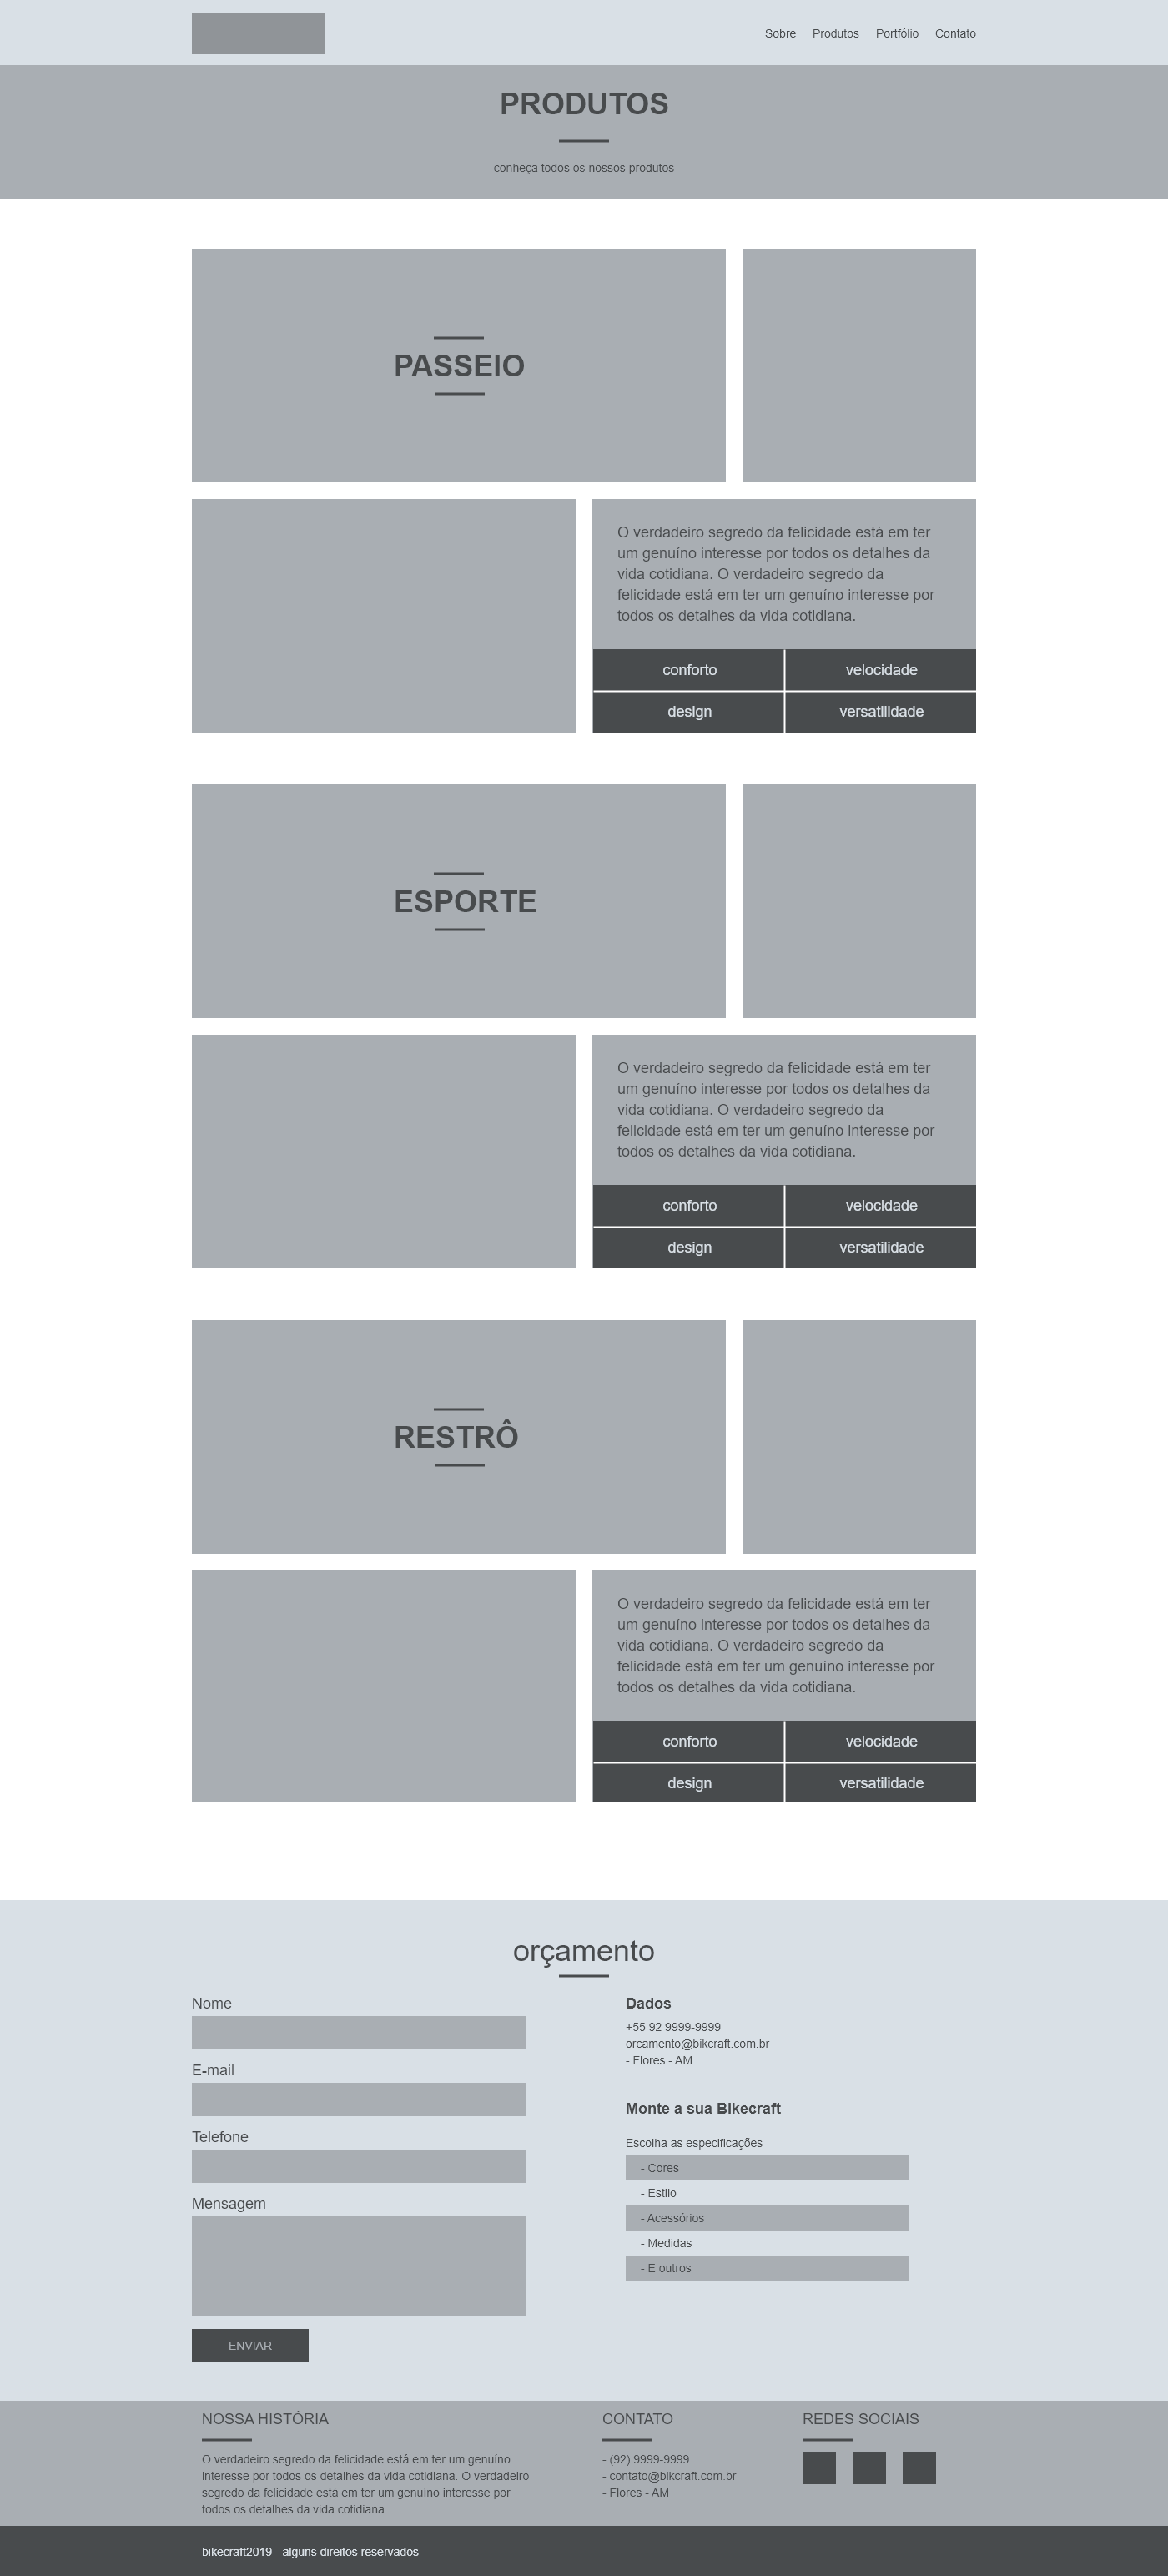 Sobre Produtos Portfólio Contato
PRODUTOS
conheça todos os nossos produtos
PASSEIO
O verdadeiro segredo da felicidade está em ter
um genuíno interesse por todos os detalhes da
vida cotidiana. O verdadeiro segredo da
felicidade está em ter um genuíno interesse por
todos os detalhes da vida cotidiana.
conforto velocidade
design versatilidade
ESPORTE
O verdadeiro segredo da felicidade está em ter
um genuíno interesse por todos os detalhes da
vida cotidiana. O verdadeiro segredo da
felicidade está em ter um genuíno interesse por
todos os detalhes da vida cotidiana.
conforto velocidade
design versatilidade
RESTRÔ
O verdadeiro segredo da felicidade está em ter
um genuíno interesse por todos os detalhes da
vida cotidiana. O verdadeiro segredo da
felicidade está em ter um genuíno interesse por
todos os detalhes da vida cotidiana.
conforto velocidade
design versatilidade
orçamento
Nome
E-mail
Telefone
Mensagem
ENVIAR
Dados
+55 92 9999-9999
orcamento@bikcraft.com.br
- Flores - AM
Monte a sua Bikecraft
Escolha as especificações
- Cores
- Estilo
- Acessórios
- Medidas
- E outros
NOSSA HISTÓRIA
O verdadeiro segredo da felicidade está em ter um genuíno
interesse por todos os detalhes da vida cotidiana. O verdadeiro
segredo da felicidade está em ter um genuíno interesse por
todos os detalhes da vida cotidiana.
CONTATO
- (92) 9999-9999
- contato@bikcraft.com.br
- Flores - AM
REDES SOCIAIS
bikecraft2019 - alguns direitos reservados